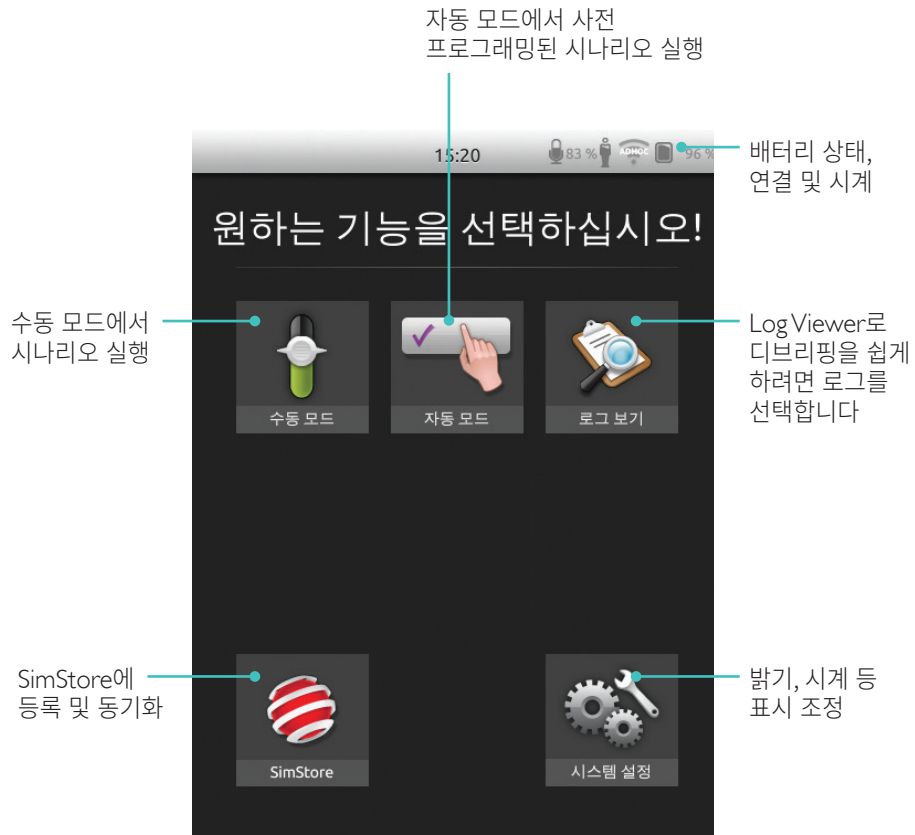 자동 모드에서 사전
프로그래밍된 시나리오 실행
15:20
83 %
ADHOC
96 %
배터리 상태,
연결 및 시계
원하는 기능을 선택하십시오!
수동 모드에서
시나리오 실행
Log Viewer로
디브리핑을 쉽게
하려면 로그를
선택합니다
수동 모드
자동 모드
로그 보기
SimStore에
등록 및 동기화
밝기, 시계 등
표시 조정
SimStore
시스템 설정